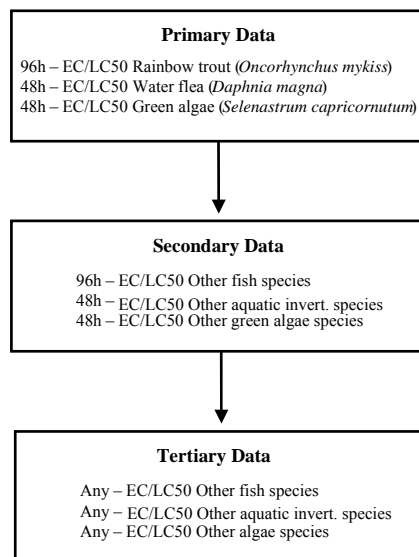 Primary Data
96h – EC/LC50 Rainbow trout (Oncorhynchus mykiss)
48h – EC/LC50 Water flea (Daphnia magna)
48h – EC/LC50 Green algae (Selenastrum capricornutum)
Secondary Data
96h – EC/LC50 Other fish species
48h – EC/LC50 Other aquatic invert. species
48h – EC/LC50 Other green algae species
Tertiary Data
Any – EC/LC50 Other fish species
Any – EC/LC50 Other aquatic invert. species
Any – EC/LC50 Other algae species